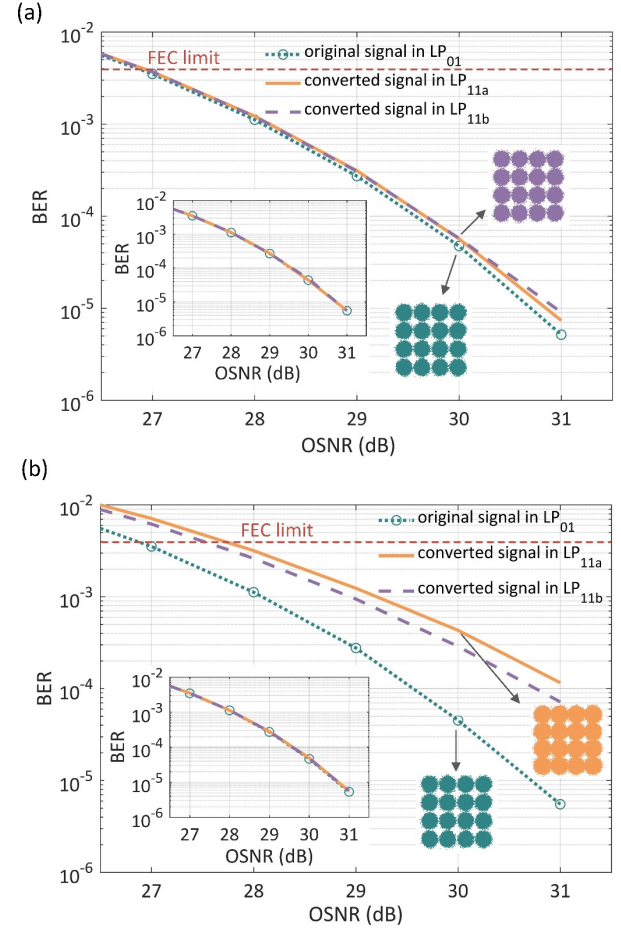 (a)
10-2
FEC limit
original signal in LP01
converted signal in LP11a
10-3
converted signal in LP11b
BER
10-4
10-2
10-3
BER
10-4
10-5
10-6
27 28 29 30 31
OSNR (dB)
10-5
10-6
27 28 29 30 31
OSNR (dB)
(b)
10-2
original signal in LP01
FEC limit
converted signal in LP11a
converted signal in LP11b
10-3
BER
10-4
10-2
10-3
BER
10-4
10-5
10-6
27 28 29 30 31
OSNR (dB)
10-5
10-6
27 28 29 30 31
OSNR (dB)